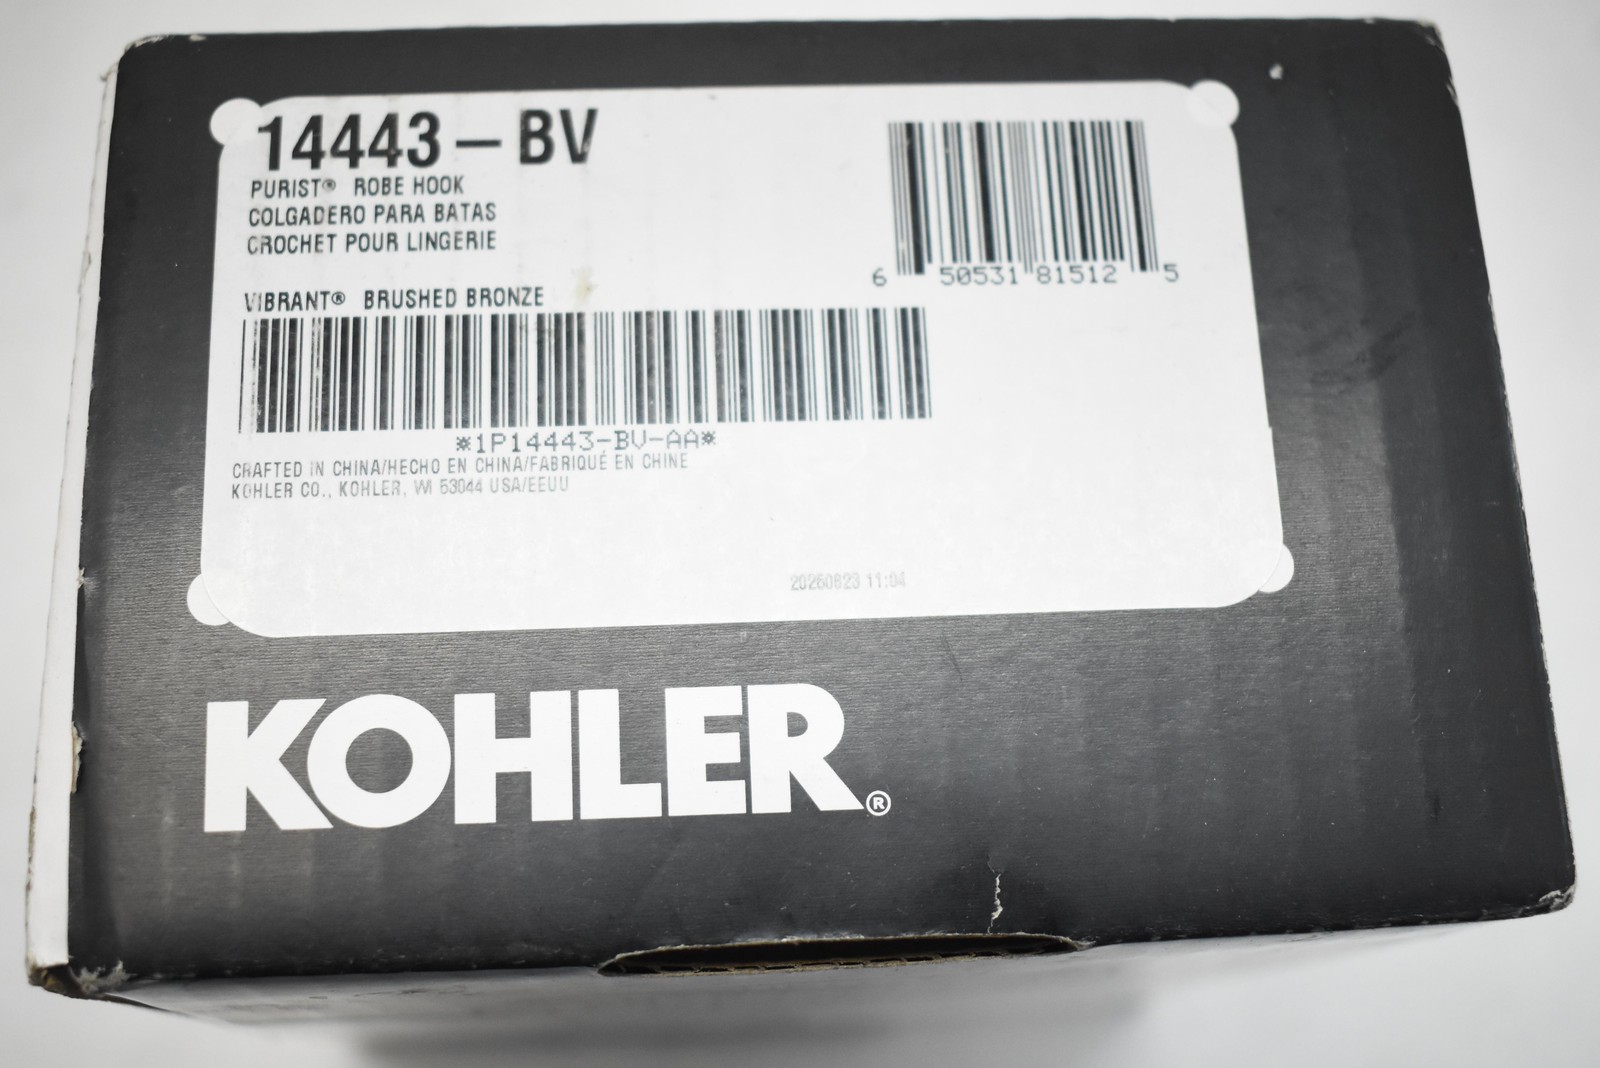 14443-BV
PURIST® ROBE HOOK
COLGADERO PARA BATAS
CROCHET POUR LINGERIE
6 50531 81512 5
VIBRANT® BRUSHED BRONZE
*1P14443-BV-AA*
CRAFTED IN CHINA/HECHO EN CHINA/FABRIQUÉ EN CHINE
KOHLER CO., KOHLER, WI 53044 USA/EEUU
11:04
KOHLER®